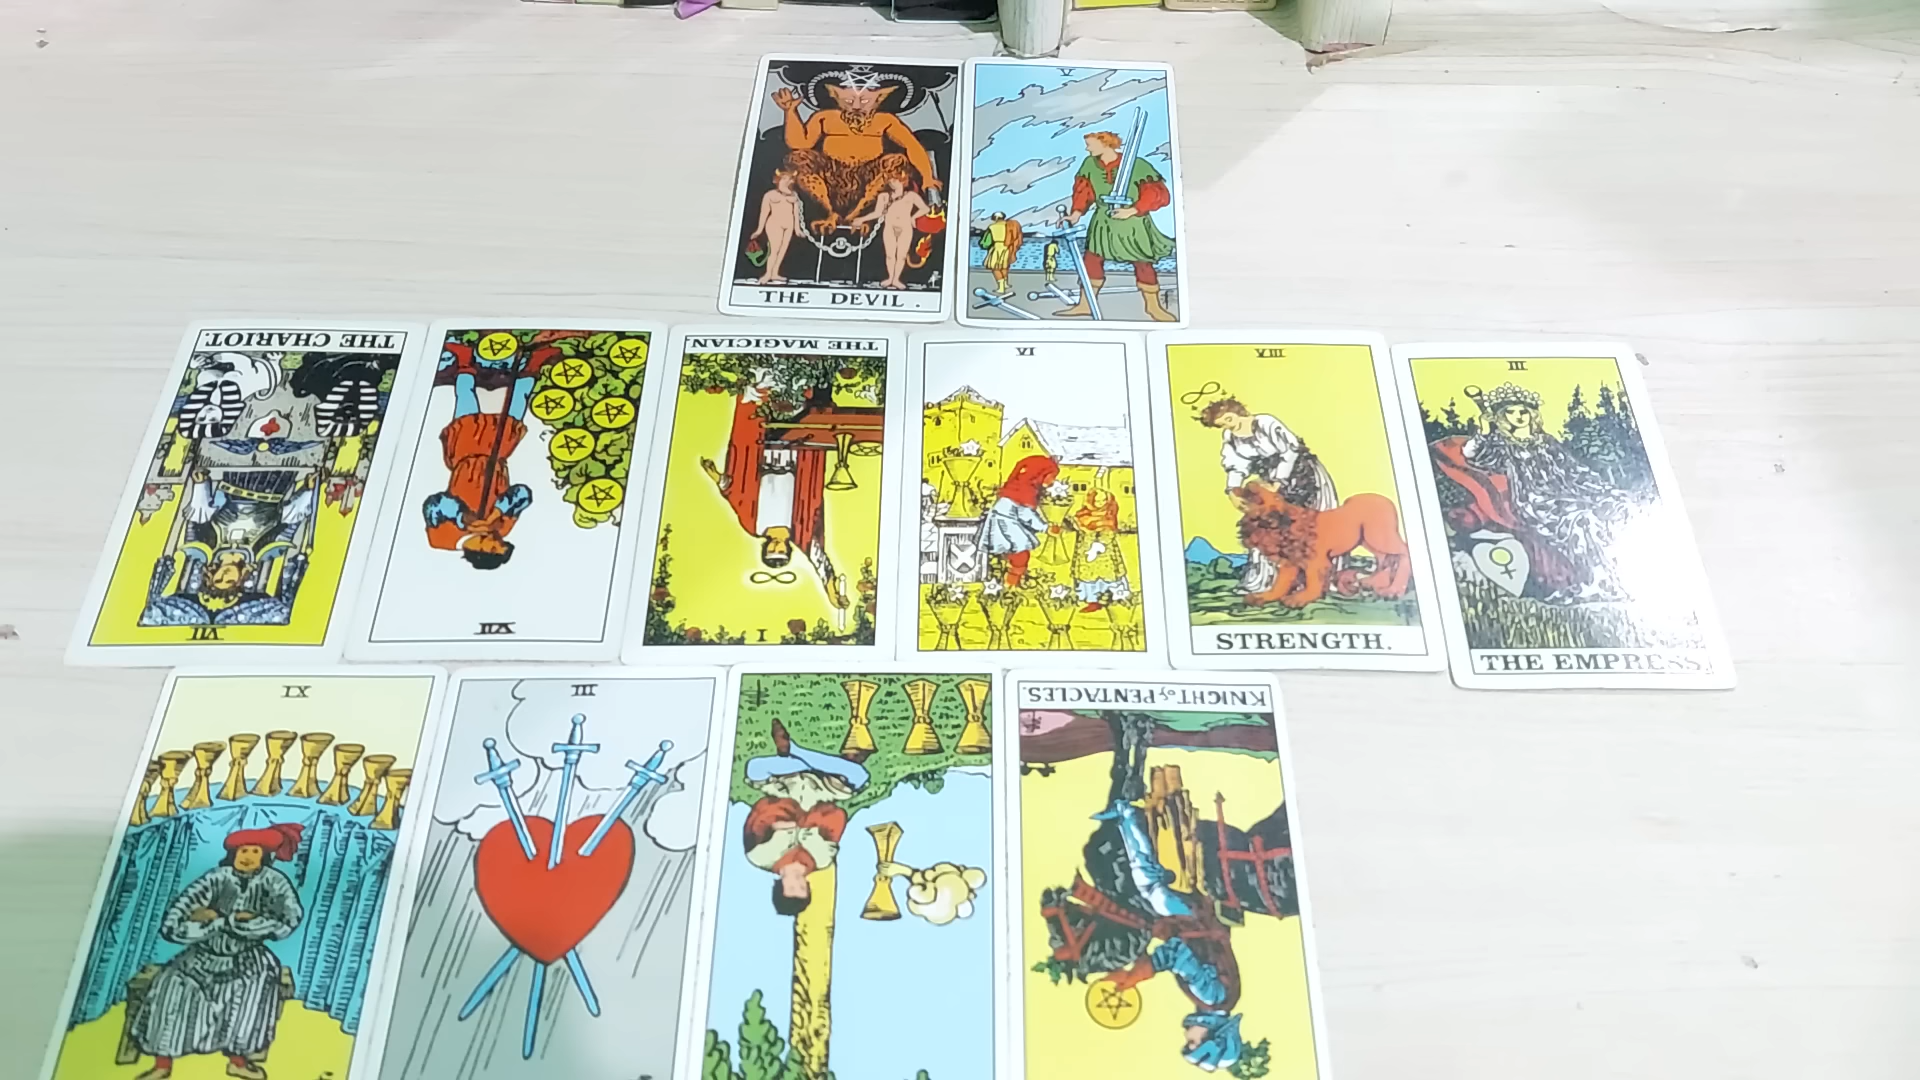 XV
THE DEVIL.
V
THE CHARIOT.
VII
VII
THE MAGICIAN
I
VI
VIII
STRENGTH.
III
THE EMPRESS.
IX
III
KNIGHT of PENTACLES.